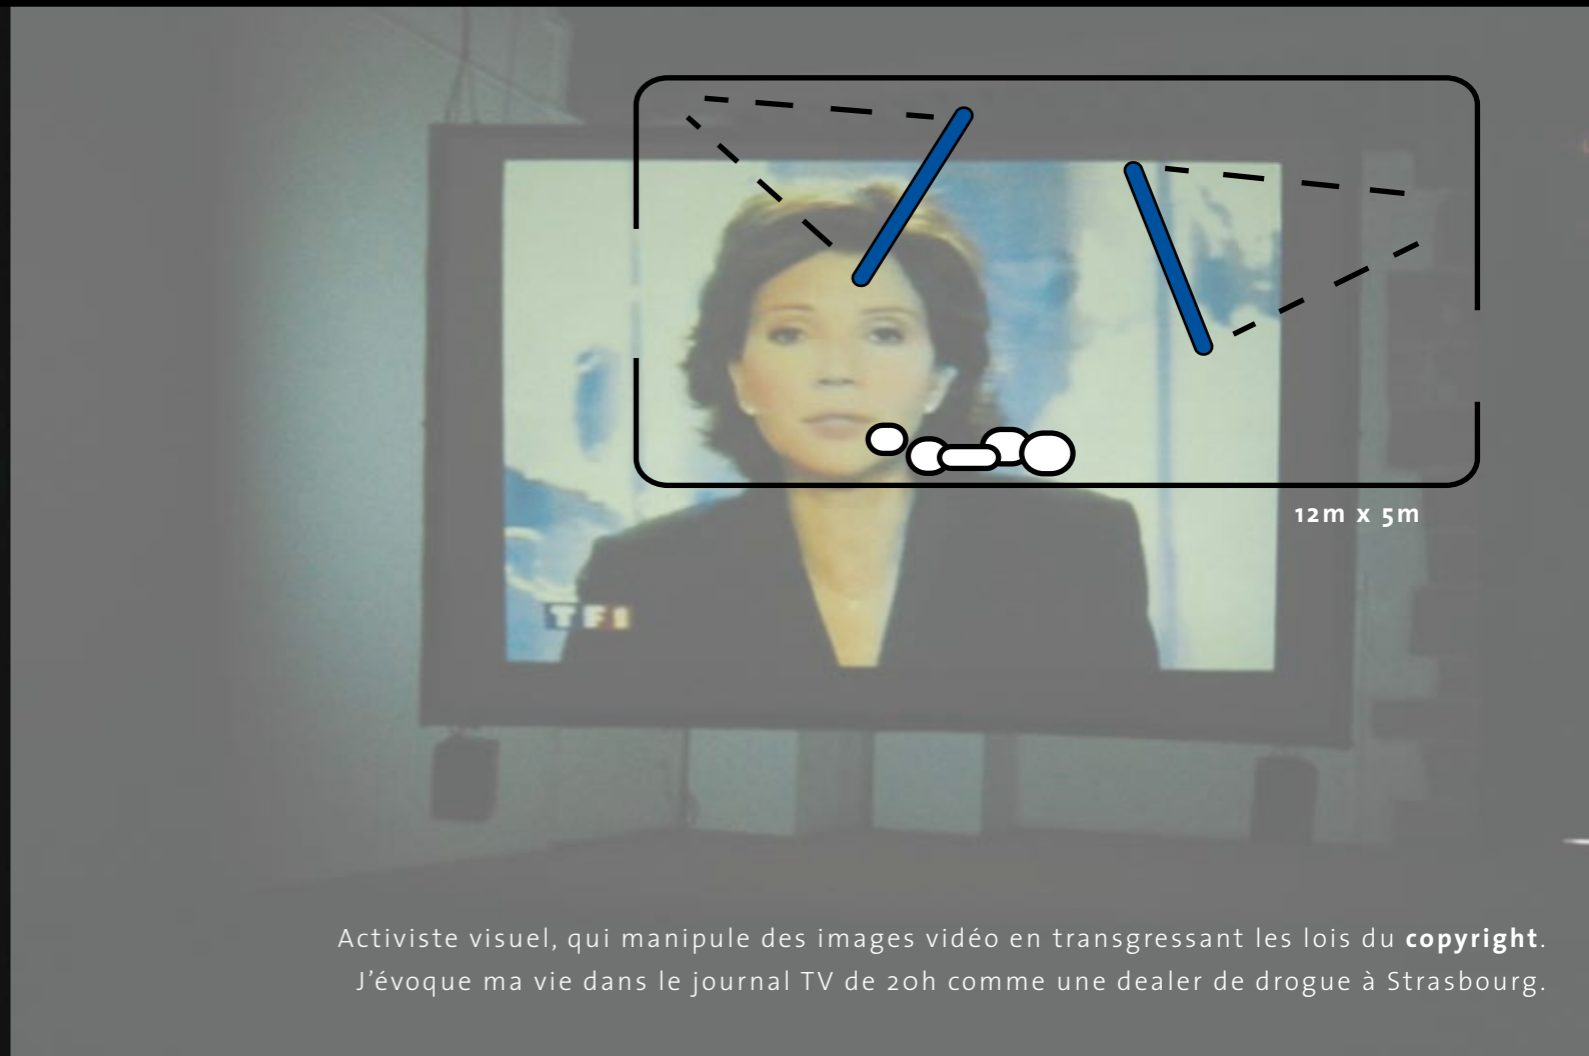 12m x 5m
TF1
Activiste visuel, qui manipule des images vidéo en transgressant les lois du copyright.
J'évoque ma vie dans le journal TV de 20h comme une dealer de drogue à Strasbourg.